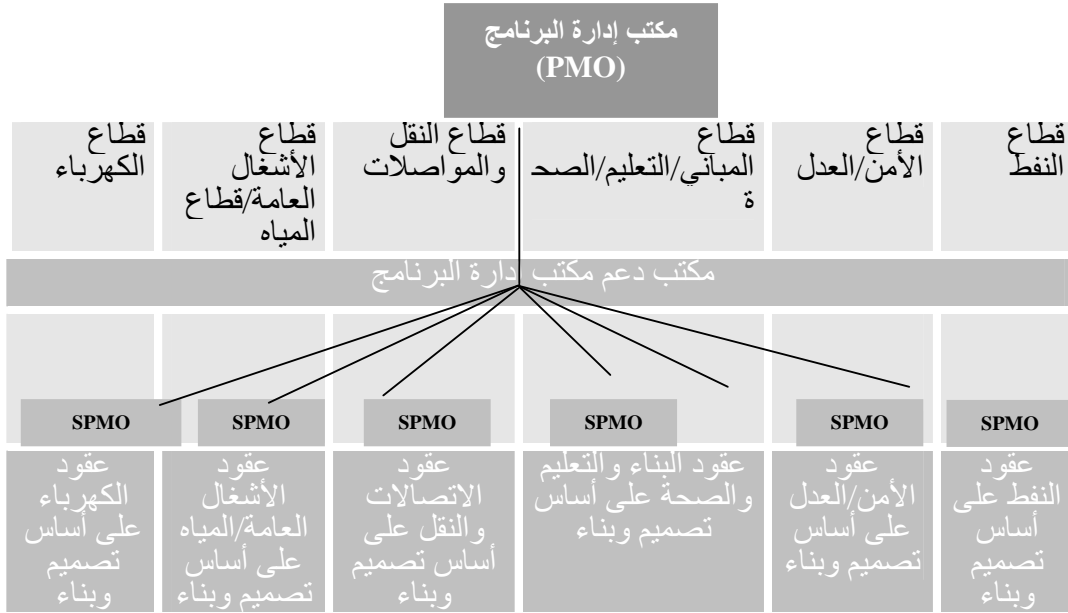 مكتب إدارة البرنامج
(PMO)
قطاع
النفط
قطاع
الأمن/العدل
قطاع
المباني/التعليم/الصح
ة
قطاع النقل
والمواصلات
قطاع
الأشغال
العامة/قطاع
المياه
قطاع
الكهرباء
مكتب دعم مكتب إدارة البرنامج
SPMO
SPMO
SPMO
SPMO
SPMO
SPMO
عقود
النفط على
أساس
تصميم
وبناء
عقود
الأمن/العدل
على أساس
تصميم وبناء
عقود البناء والتعليم
والصحة على أساس
تصميم وبناء
عقود
الاتصالات
والنقل على
أساس تصميم
وبناء
عقود
الأشغال
العامة/المياه
على أساس
تصميم وبناء
عقود
الكهرباء
على أساس
تصميم
وبناء